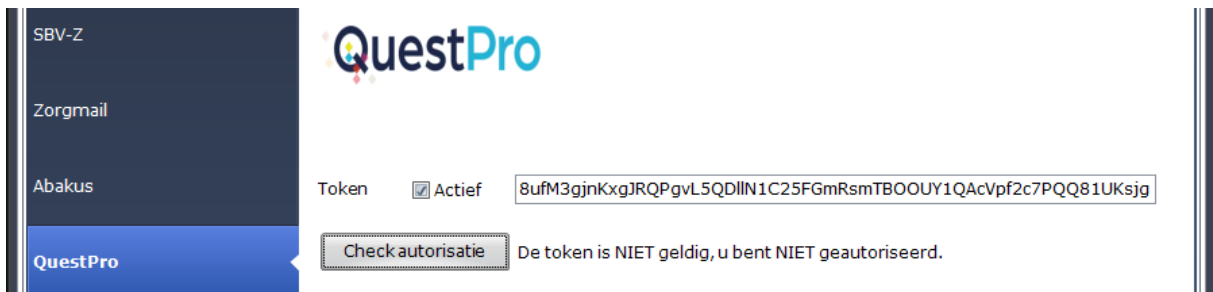 SBV-Z
QuestPro
Zorgmail
Abakus
Token Actief 8ufM3gjnKxgJRQPgvL5QDllN1C25FGmRsmTBOOUY1QAcVpf2c7PQQ81UKsjg
QuestPro
Check autorisatie De token is NIET geldig, u bent NIET geautoriseerd.